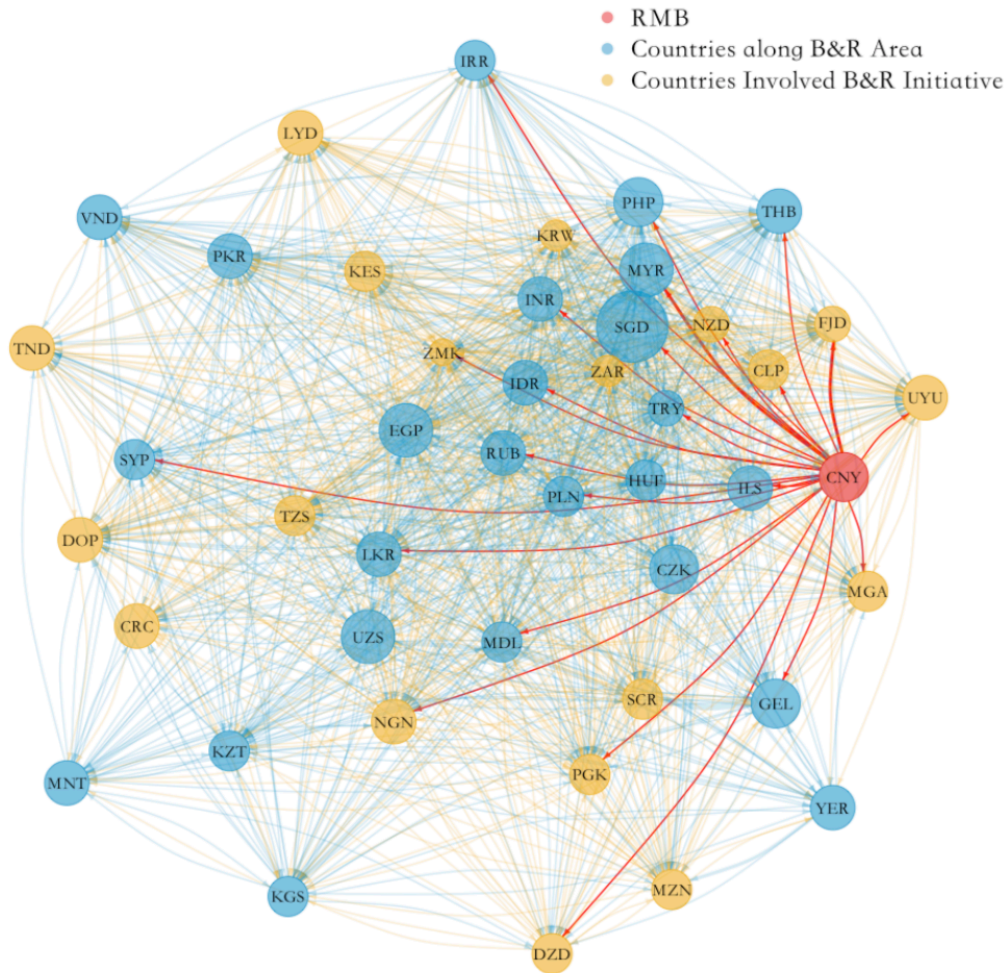 RMB
Countries along B&R Area
Countries Involved B&R Initiative
IRR
LYD
PHP
THB
VND
KRW
PKR
KES
MYR
INR
SGD
NZD
FJD
TND
ZMK
ZAR
CLP
IDR
UYU
TRY
EGP
SYP
RUB
HUF
CNY
PLN
ILS
TZS
DOP
LKR
CZK
MGA
CRC
UZS
MDL
SCR
GEL
NGN
KZT
PGK
MNT
YER
KGS
MZN
DZD